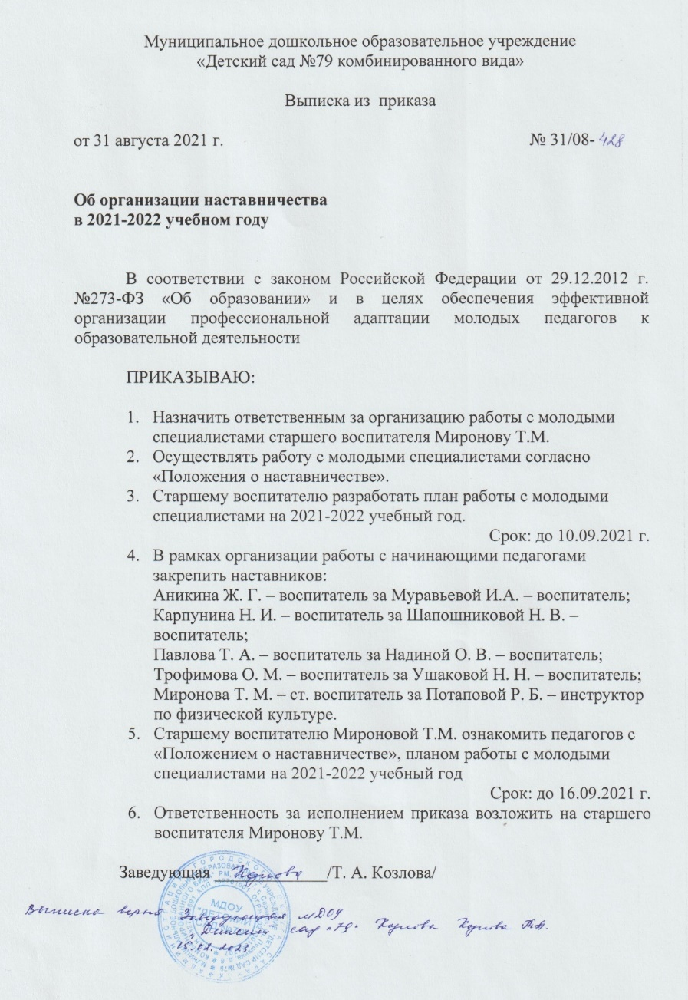 Муниципальное дошкольное образовательное учреждение
«Детский сад №79 комбинированного вида»
Выписка из приказа
от 31 августа 2021 г. № 31/08- 428
Об организации наставничества
в 2021-2022 учебном году
В соответствии с законом Российской Федерации от 29.12.2012 г.
№273-ФЗ «Об образовании» и в целях обеспечения эффективной
организации профессиональной адаптации молодых педагогов к
образовательной деятельности
ПРИКАЗЫВАЮ:
1. Назначить ответственным за организацию работы с молодыми
специалистами старшего воспитателя Миронову Т.М.
2. Осуществлять работу с молодыми специалистами согласно
«Положения о наставничестве».
3. Старшему воспитателю разработать план работы с молодыми
специалистами на 2021-2022 учебный год.
Срок: до 10.09.2021 г.
4. В рамках организации работы с начинающими педагогами
закрепить наставников:
Аникина Ж. Г. – воспитатель за Муравьевой И.А. – воспитатель;
Карпунина Н. И. – воспитатель за Шапошниковой Н. В. –
воспитатель;
Павлова Т. А. – воспитатель за Надиной О. В. – воспитатель;
Трофимова О. М. – воспитатель за Ушаковой Н. Н. – воспитатель;
Миронова Т. М. – ст. воспитатель за Потаповой Р. Б. – инструктор
по физической культуре.
5. Старшему воспитателю Мироновой Т.М. ознакомить педагогов с
«Положением о наставничестве», планом работы с молодыми
специалистами на 2021-2022 учебный год
Срок: до 16.09.2021 г.
6. Ответственность за исполнением приказа возложить на старшего
воспитателя Миронову Т.М.
Заведующая /Т. А. Козлова/
Выписка верна Заведующая МДОУ
"Детский сад №79"
15.02.2023
МДОУ